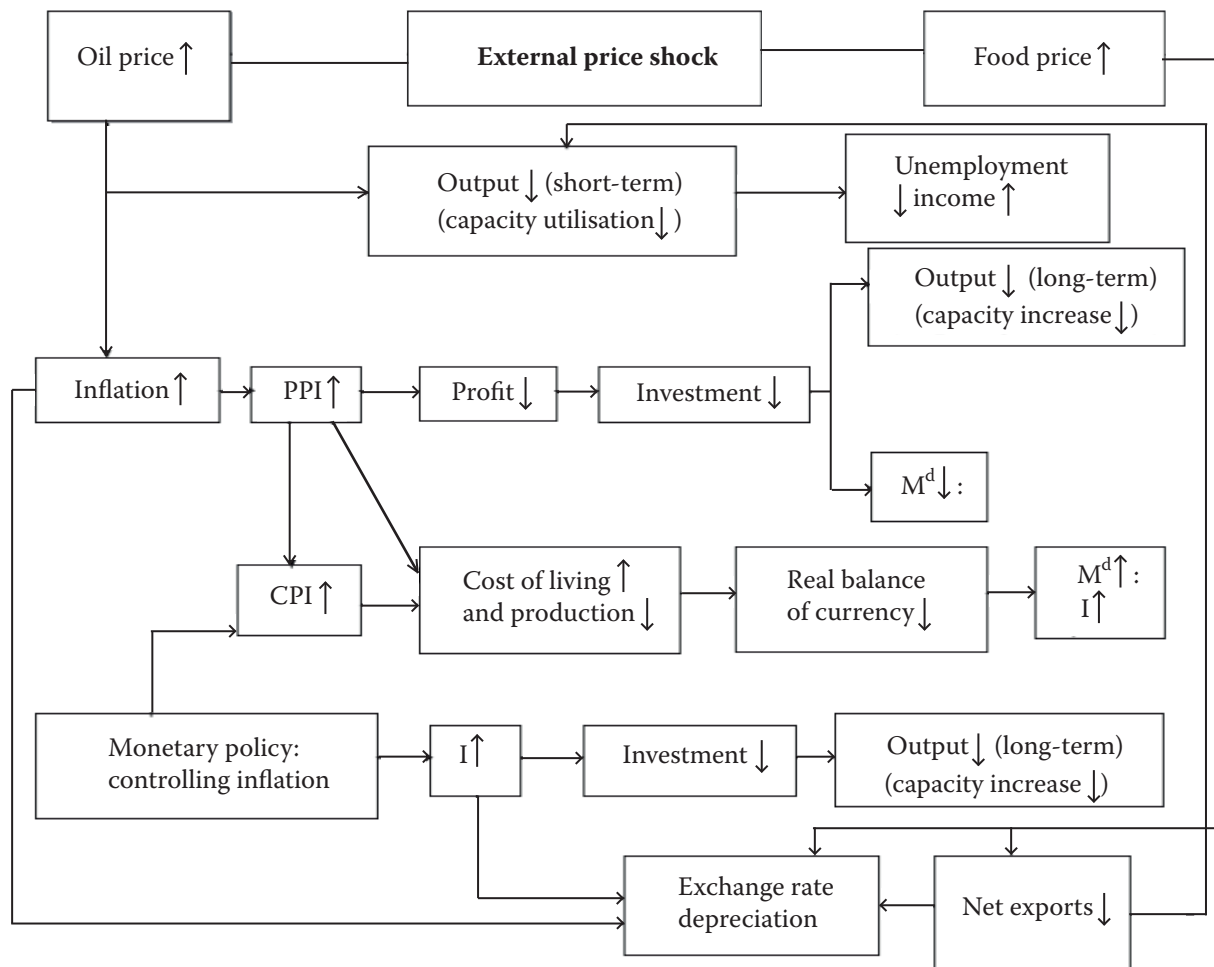 Oil price ↑
External price shock
Food price ↑
Output ↓ (short-term)
(capacity utilisation ↓ )
Unemployment
↓ income ↑
Output ↓ (long-term)
(capacity increase ↓ )
Inflation ↑
PPI ↑
Profit ↓
Investment ↓
Mᵈ ↓ :
CPI ↑
Cost of living ↑
and production ↓
Real balance
of currency ↓
Mᵈ ↑ :
I ↑
Monetary policy:
controlling inflation
I ↑
Investment ↓
Output ↓ (long-term)
(capacity increase ↓ )
Exchange rate
depreciation
Net exports ↓